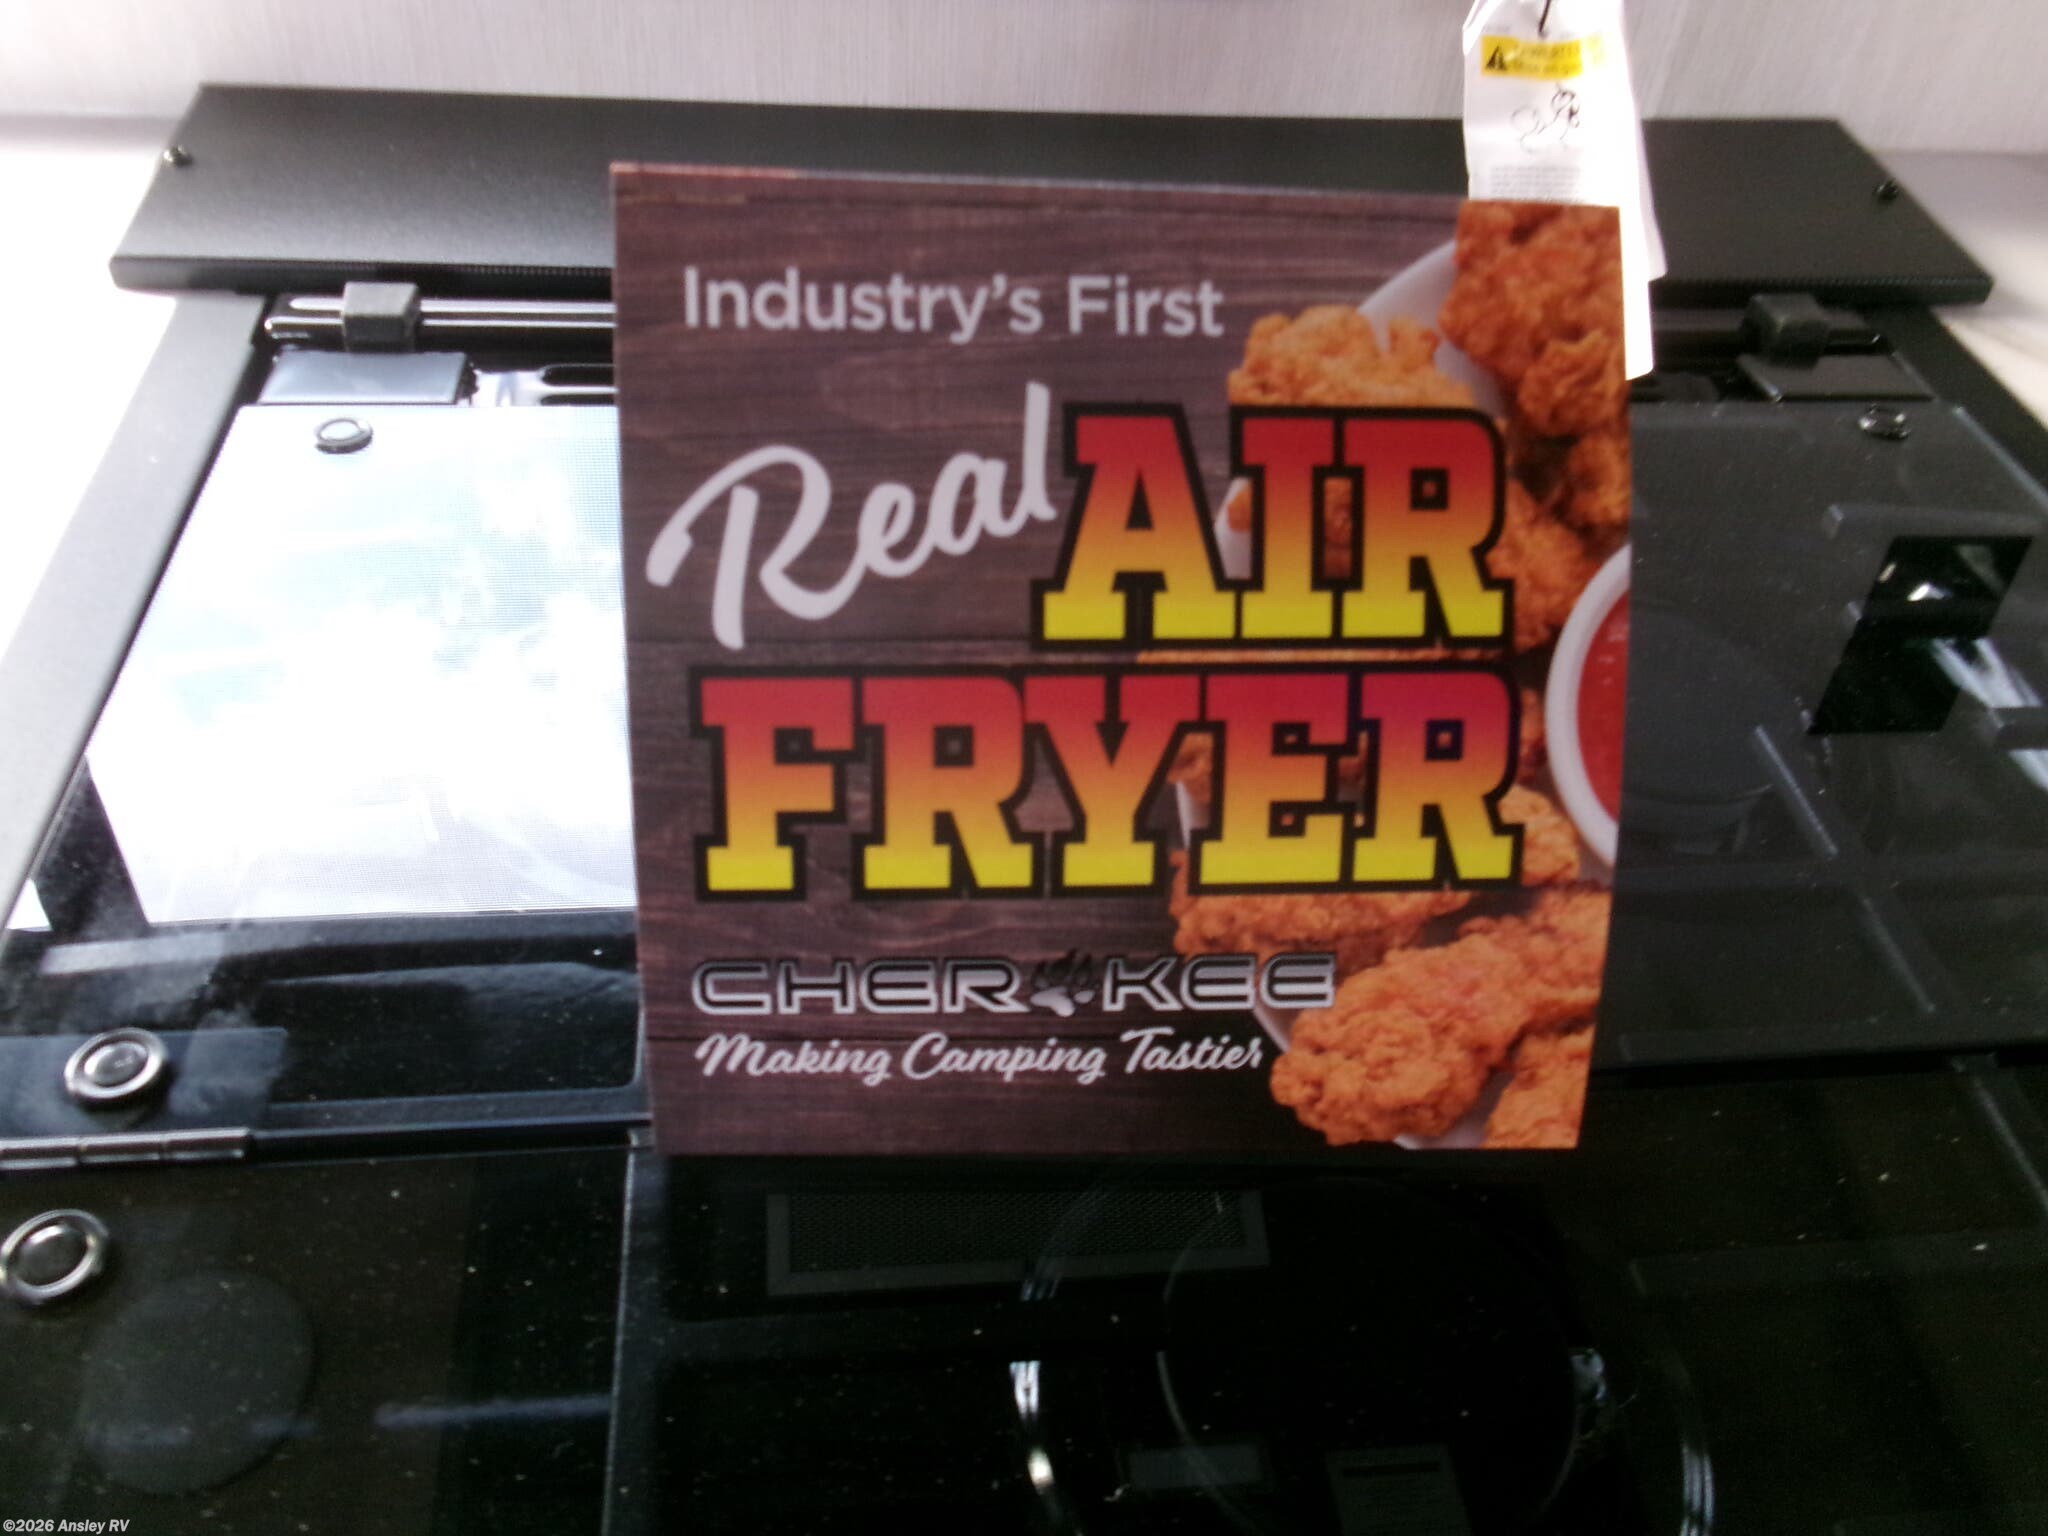 Industry's First
Real AIR
FRYER
CHEROKEE
Making Camping Tastier
©2026 Ansley RV